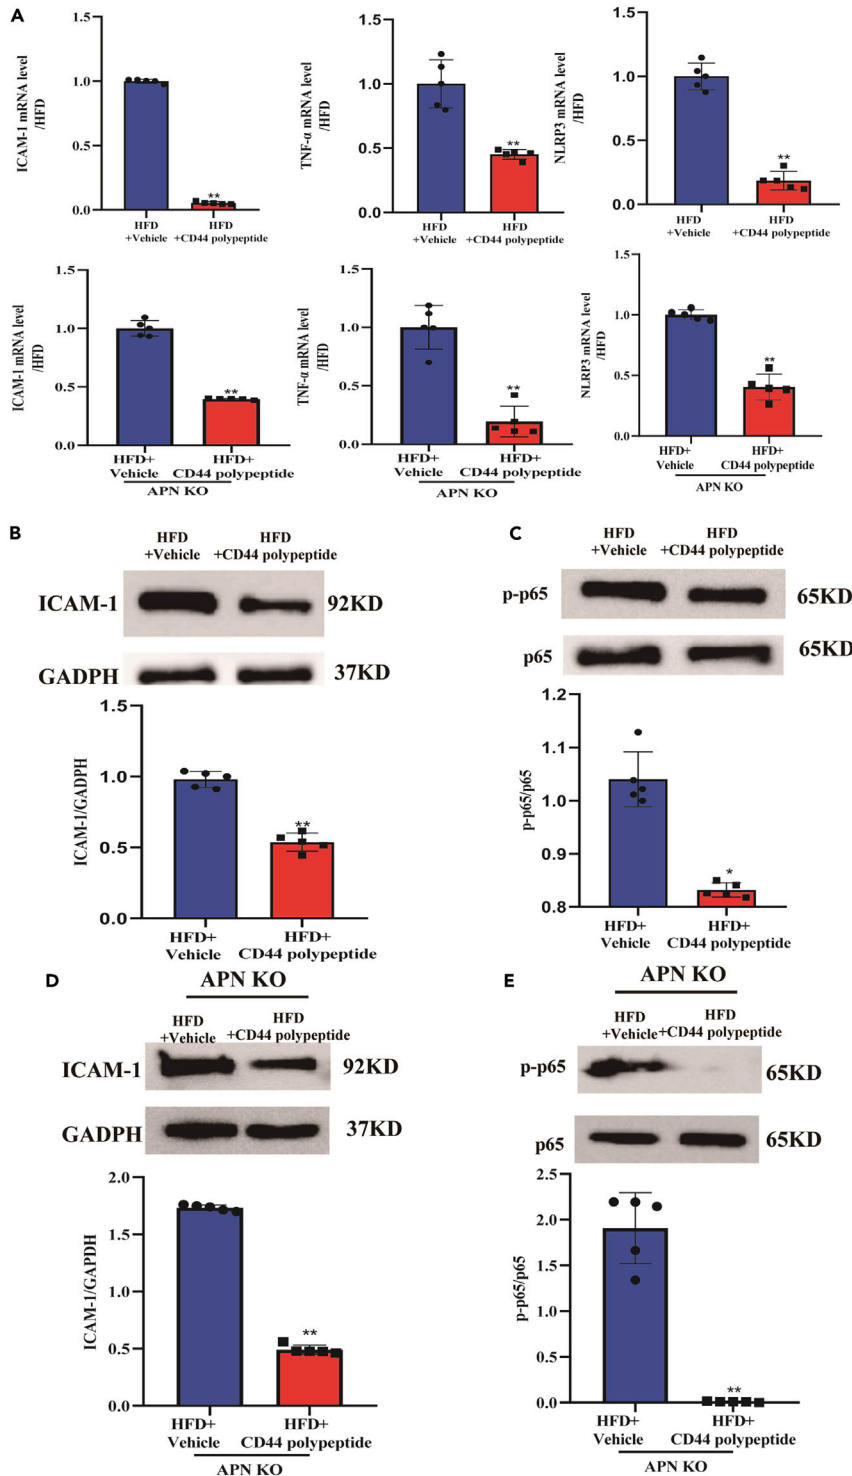 A
ICAM-1 mRNA level
/HFD
1.5
1.0
0.5
0.0
**
HFD
+Vehicle
HFD
+CD44 polypeptide
TNF-α mRNA level
/HFD
1.5
1.0
0.5
0.0
**
HFD
+Vehicle
HFD
+CD44 polypeptide
NLRP3 mRNA level
/HFD
1.5
1.0
0.5
0.0
**
HFD
+Vehicle
HFD
+CD44 polypeptide
ICAM-1 mRNA level
/HFD
1.5
1.0
0.5
0.0
**
HFD+
Vehicle
HFD+
CD44 polypeptide
APN KO
TNF-α mRNA level
/HFD
1.5
1.0
0.5
0.0
**
HFD+
Vehicle
HFD+
CD44 polypeptide
APN KO
NLRP3 mRNA level
/HFD
1.5
1.0
0.5
0.0
**
HFD+
Vehicle
HFD+
CD44 polypeptide
APN KO
B
HFD
+Vehicle
HFD
+CD44 polypeptide
ICAM-1
92KD
GADPH
37KD
ICAM-1/GADPH
1.5
1.0
0.5
0.0
**
HFD+
Vehicle
HFD+
CD44 polypeptide
C
HFD
+Vehicle
HFD
+CD44 polypeptide
p-p65
65KD
p65
65KD
p-p65/p65
1.2
1.1
1.0
0.9
0.8
*
HFD+
Vehicle
HFD+
CD44 polypeptide
D
APN KO
HFD
+Vehicle
HFD
+CD44 polypeptide
ICAM-1
92KD
GADPH
37KD
ICAM-1/GAPDH
2.0
1.5
1.0
0.5
0.0
**
HFD+
Vehicle
HFD+
CD44 polypeptide
APN KO
E
APN KO
HFD
+Vehicle
HFD
+CD44 polypeptide
p-p65
65KD
p65
65KD
p-p65/p65
2.5
2.0
1.5
1.0
0.5
0.0
**
HFD+
Vehicle
HFD+
CD44 polypeptide
APN KO